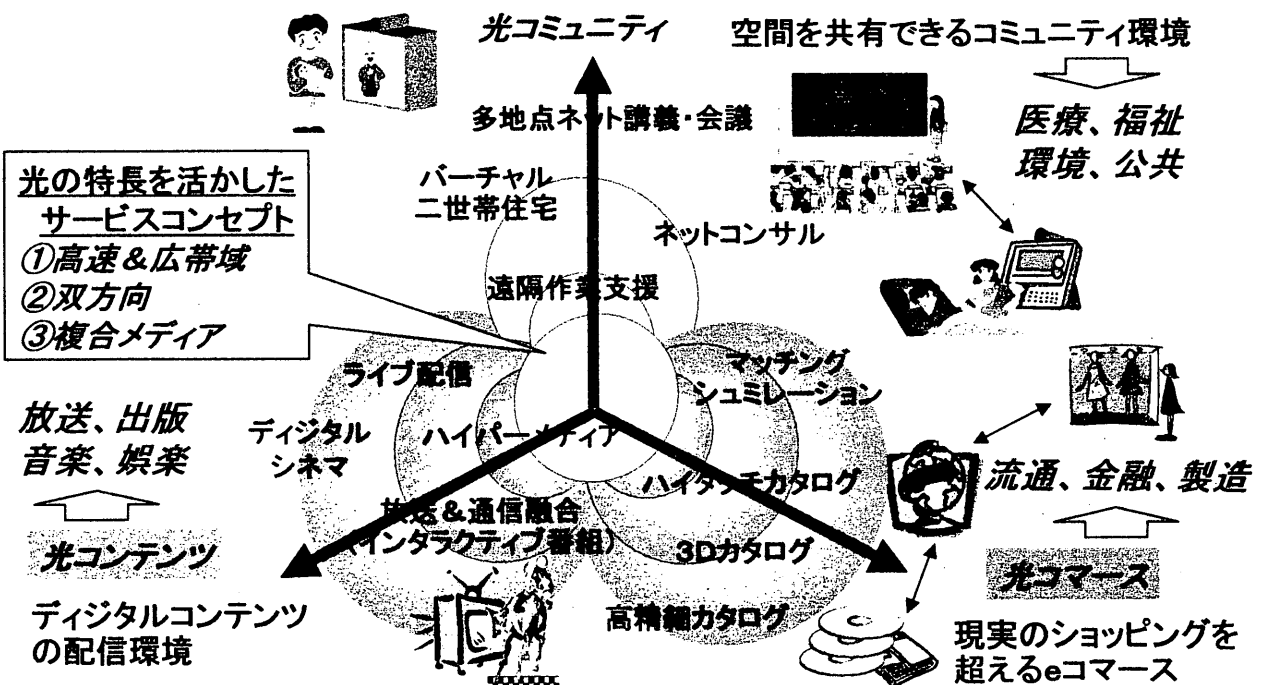 光コミュニティ
空間を共有できるコミュニティ環境
医療、福祉
環境、公共
多地点ネット講義・会議
バーチャル
二世帯住宅
ネットコンサル
遠隔作業支援
光の特長を活かした
サービスコンセプト
①高速&広帯域
②双方向
③複合メディア
ライブ配信
マッチング
シュミレーション
放送、出版
音楽、娯楽
ディジタル
シネマ
ハイパーメディア
ハイタッチカタログ
流通、金融、製造
放送&通信融合
(インタラクティブ番組)
3Dカタログ
光コンテンツ
光コマース
高精細カタログ
ディジタルコンテンツ
の配信環境
現実のショッピングを
超えるeコマース